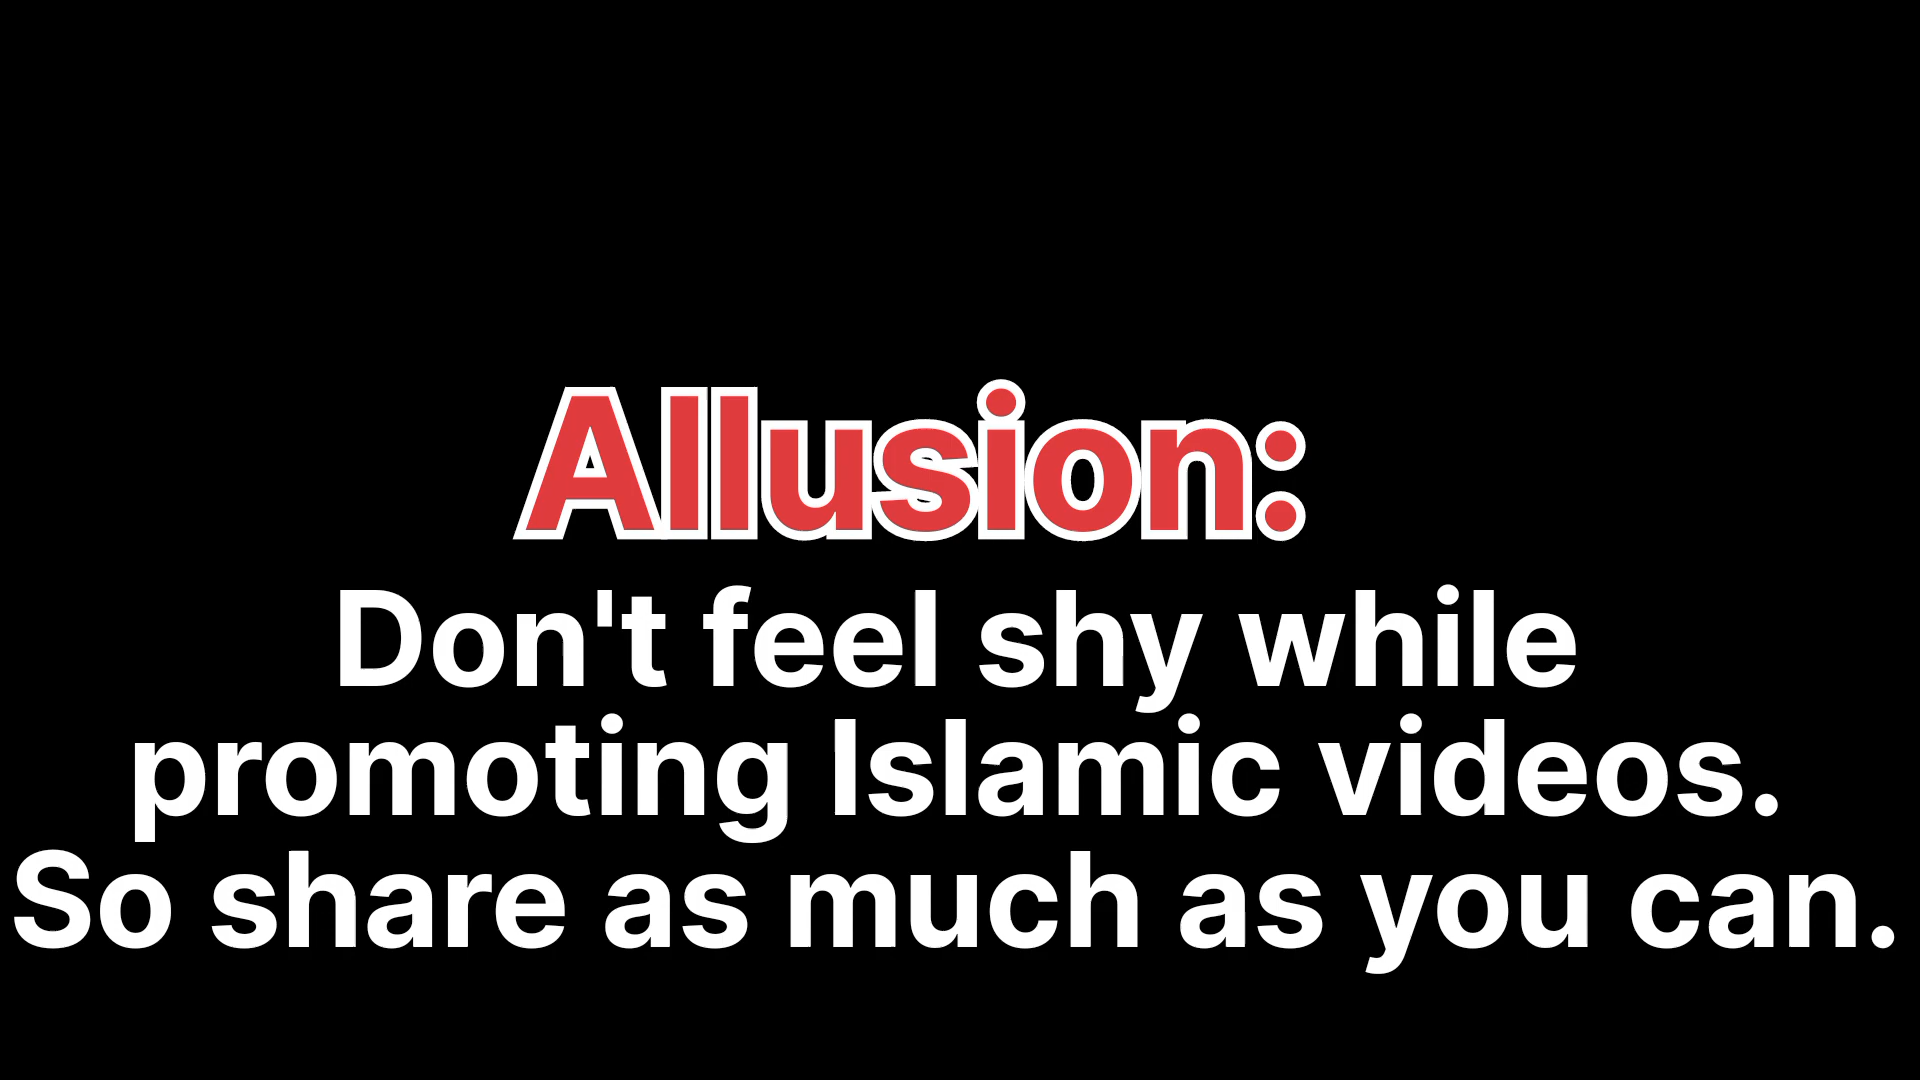 Allusion:
Don't feel shy while
promoting Islamic videos.
So share as much as you can.